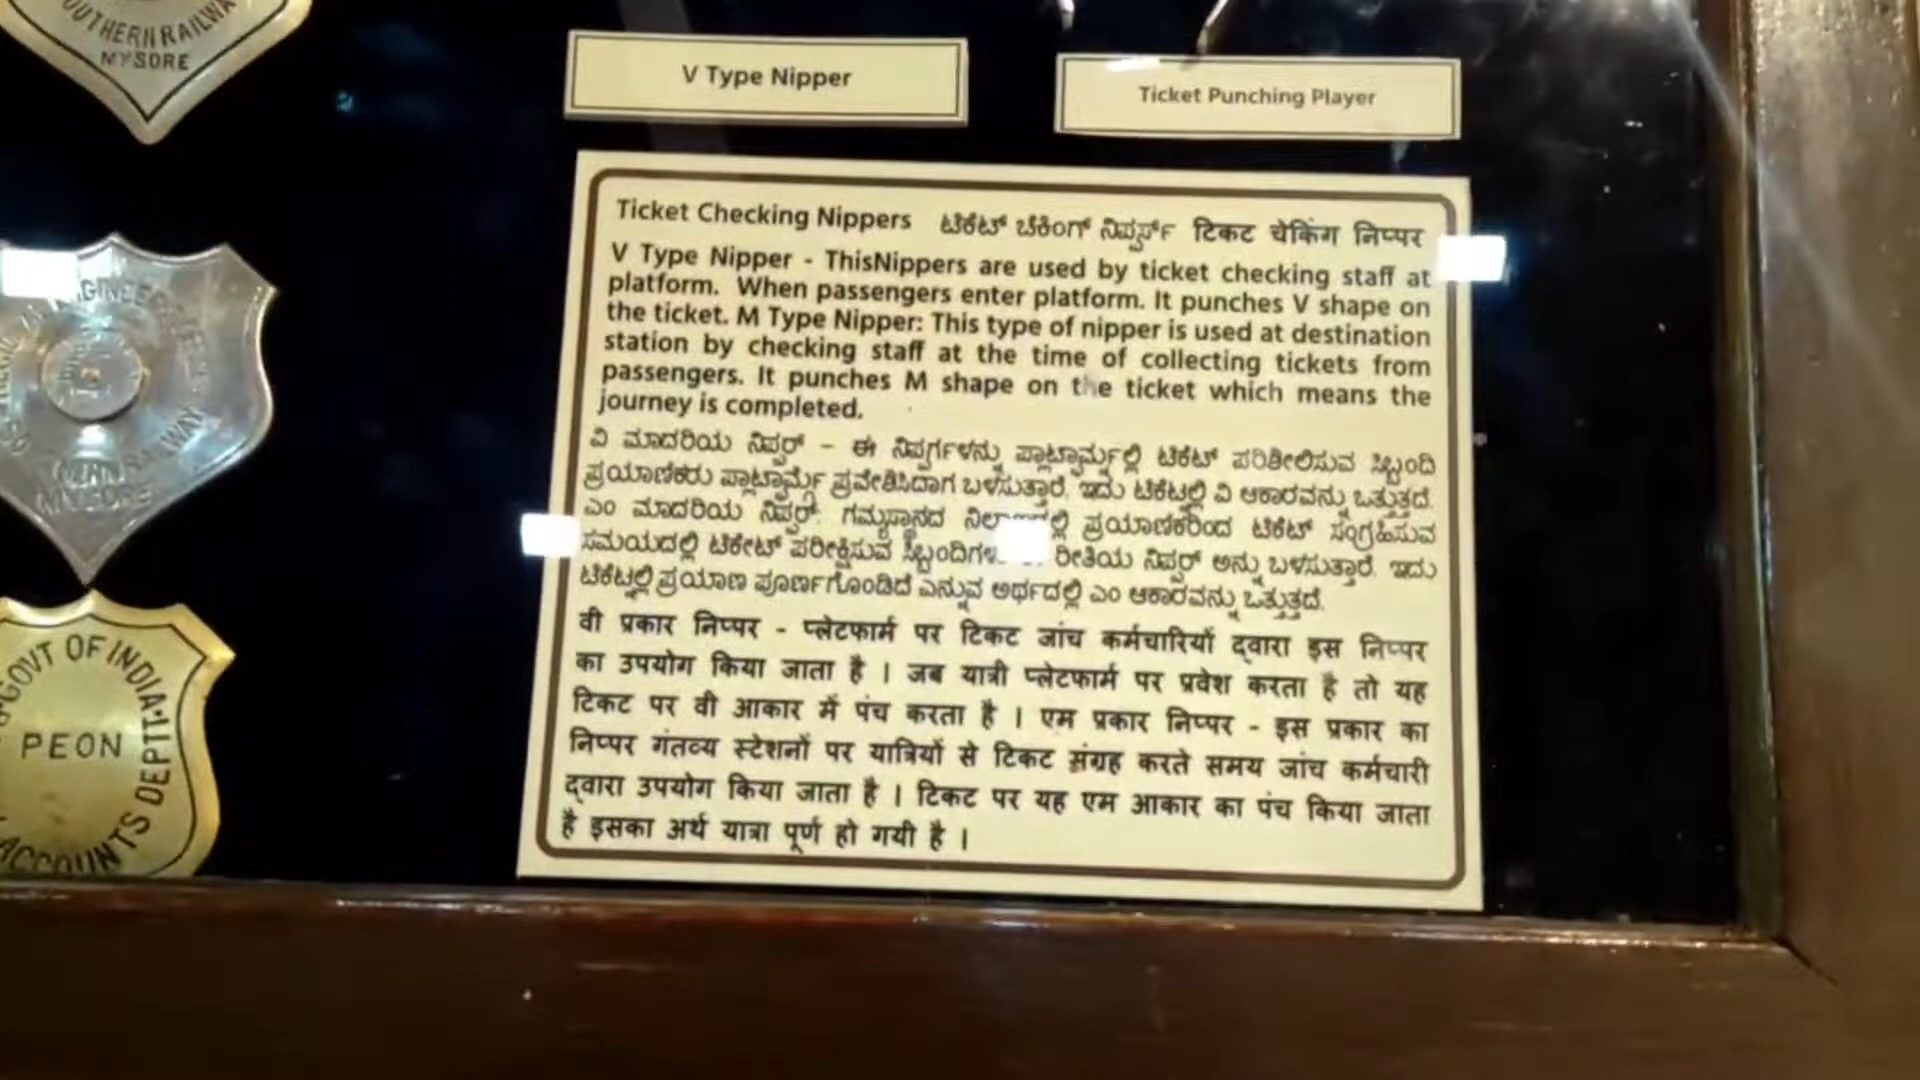 SOUTHERN RAILWAY
MYSORE
V Type Nipper
Ticket Punching Player
Ticket Checking Nippers ಟಿಕೆಟ್ ಚೆಕಿಂಗ್ ನಿಪ್ಪರ್ಸ್ टिकट चेकिंग निप्पर
V Type Nipper - ThisNippers are used by ticket checking staff at
platform. When passengers enter platform. It punches V shape on
the ticket. M Type Nipper: This type of nipper is used at destination
station by checking staff at the time of collecting tickets from
passengers. It punches M shape on the ticket which means the
journey is completed.
ವಿ ಮಾದರಿಯ ನಿಪ್ಪರ್ – ಈ ನಿಪ್ಪರ್ಗಳನ್ನು ಪ್ಲಾಟ್ಫಾರ್ಮ್ನಲ್ಲಿ ಟಿಕೆಟ್ ಪರಿಶೀಲಿಸುವ ಸಿಬ್ಬಂದಿ
ಪ್ರಯಾಣಿಕರು ಪ್ಲಾಟ್ಫಾರ್ಮ್ಗೆ ಪ್ರವೇಶಿಸಿದಾಗ ಬಳಸುತ್ತಾರೆ. ಇದು ಟಿಕೆಟ್ನಲ್ಲಿ ವಿ ಆಕಾರವನ್ನು ಒತ್ತುತ್ತದೆ.
ಎಂ ಮಾದರಿಯ ನಿಪ್ಪರ್: ಗಮ್ಯಸ್ಥಾನದ ಪ್ರಯಾಣಿಕರಿಂದ ಟಿಕೆಟ್ ಸಂಗ್ರಹಿಸುವ
ಸಮಯದಲ್ಲಿ ಟಿಕೇಟ್ ಪರೀಕ್ಷಿಸುವ ರೀತಿಯ ನಿಪ್ಪರ್ ಅನ್ನು ಬಳಸುತ್ತಾರೆ. ಇದು
ಟಿಕೆಟ್ನಲ್ಲಿ ಪ್ರಯಾಣ ಪೂರ್ಣಗೊಂಡಿದೆ ಎನ್ನುವ ಅರ್ಥದಲ್ಲಿ ಎಂ ಆಕಾರವನ್ನು ಒತ್ತುತ್ತದೆ.
वी प्रकार निप्पर - प्लेटफार्म पर टिकट जांच कर्मचारियों द्वारा इस निप्पर
का उपयोग किया जाता है । जब यात्री प्लेटफार्म पर प्रवेश करता है तो यह
टिकट पर वी आकार में पंच करता है । एम प्रकार निप्पर - इस प्रकार का
निप्पर गंतव्य स्टेशनों पर यात्रियों से टिकट संग्रह करते समय जांच कर्मचारी
द्वारा उपयोग किया जाता है । टिकट पर यह एम आकार का पंच किया जाता
है इसका अर्थ यात्रा पूर्ण हो गयी है ।
MYSORE
GOVT OF INDIA
PEON
ACCOUNTS DEPT.